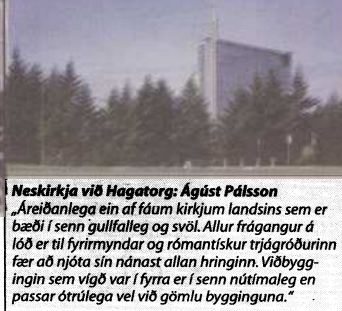 Neskirkja við Hagatorg: Ágúst Pálsson
„Áreiðanlega ein af fáum kirkjum landsins sem er
bæði í senn gullfalleg og svöl. Allur frágangur á
lóð er til fyrirmyndar og rómantískur trjágróðurinn
fær að njóta sín nánast allan hringinn. Viðbygg-
ingin sem vígð var í fyrra er í senn nútímaleg en
passar ótrúlega vel við gömlu bygginguna.“